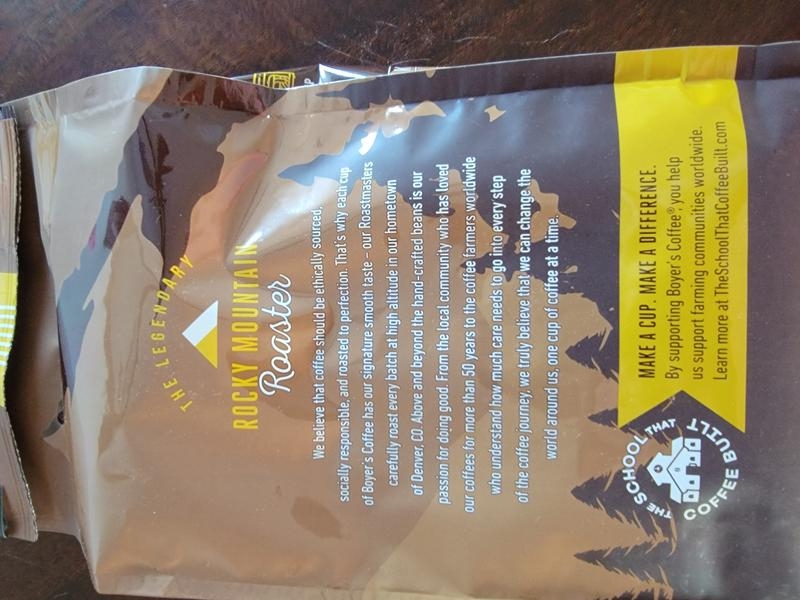 THE LEGENDARY
ROCKY MOUNTAIN
Roaster
We believe that coffee should be ethically sourced,
socially responsible, and roasted to perfection. That's why each cup
of Boyer's Coffee has our signature smooth taste – our Roastmasters
carefully roast every batch at high altitude in our hometown
of Denver, CO. Above and beyond the hand-crafted beans is our
passion for doing good. From the local community who has loved
our coffees for more than 50 years to the coffee farmers worldwide
who understand how much care needs to go into every step
of the coffee journey, we truly believe that we can change the
world around us, one cup of coffee at a time.
MAKE A CUP. MAKE A DIFFERENCE.
By supporting Boyer's Coffee®, you help
us support farming communities worldwide.
Learn more at TheSchoolThatCoffeeBuilt.com
THE SCHOOL THAT
COFFEE BUILT